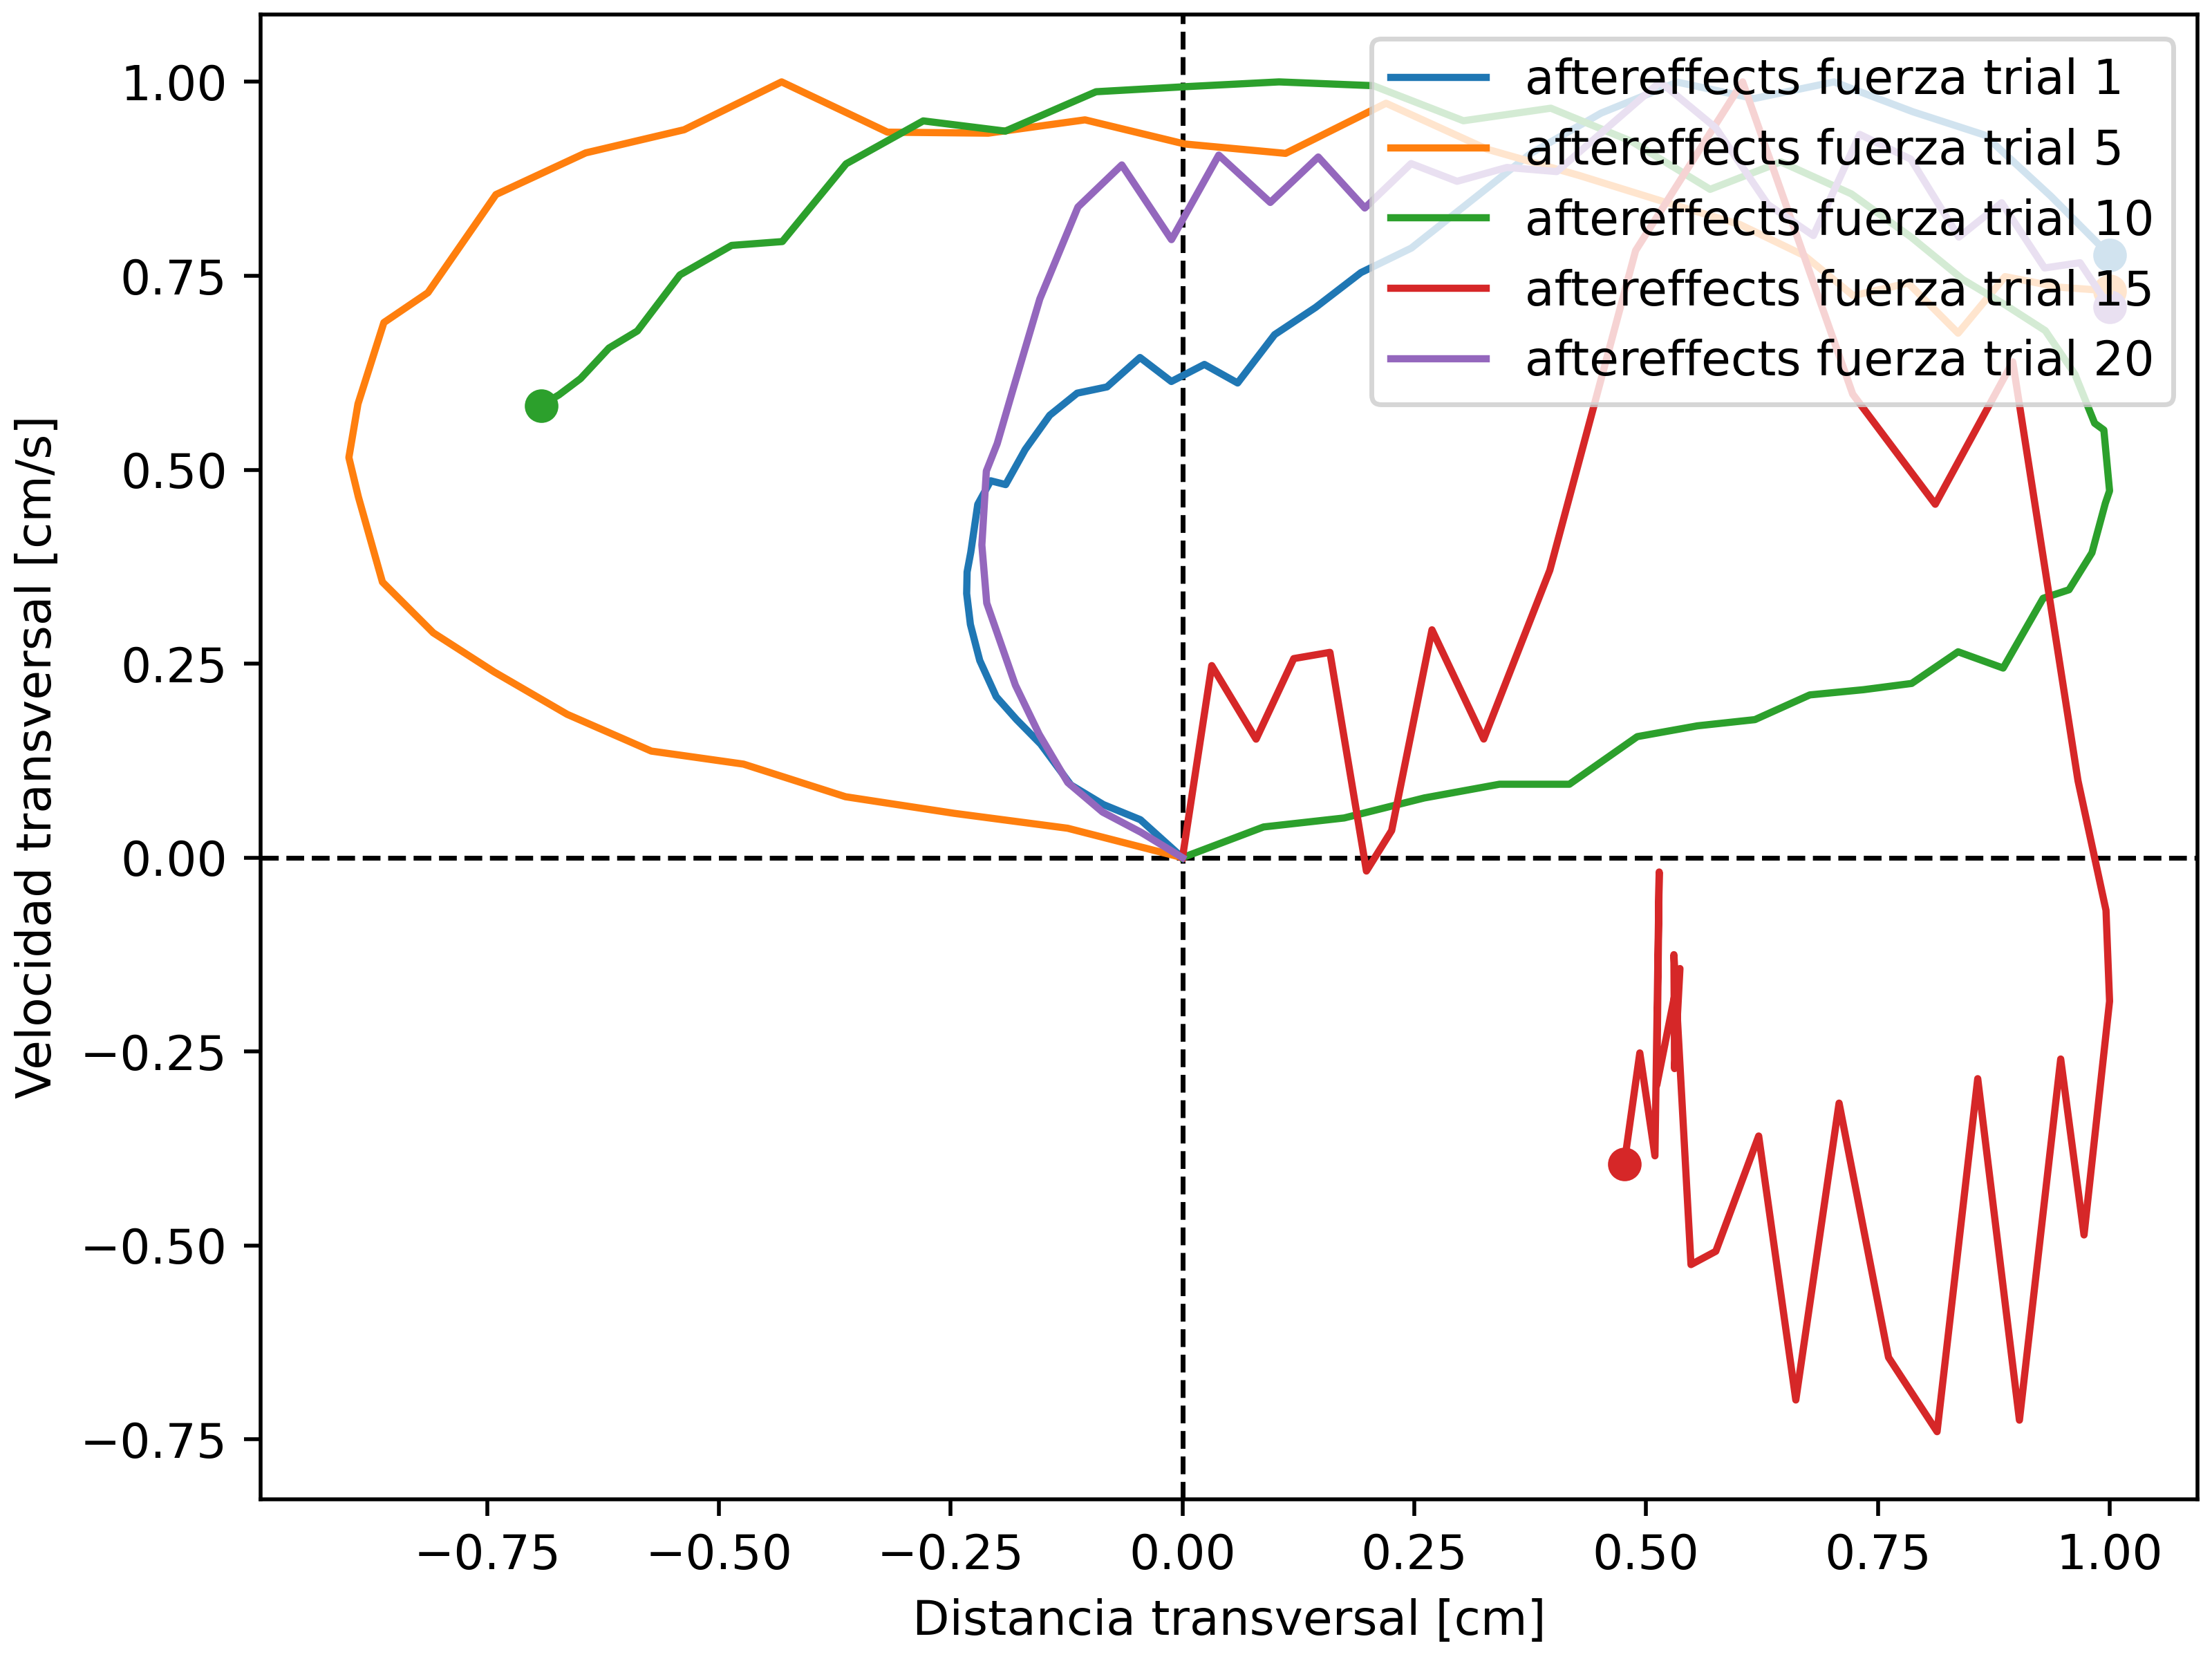 1.00
0.75
0.50
0.25
0.00
−0.25
−0.50
−0.75
Velocidad transversal [cm/s]
aftereffects fuerza trial 1
aftereffects fuerza trial 5
aftereffects fuerza trial 10
aftereffects fuerza trial 15
aftereffects fuerza trial 20
−0.75 −0.50 −0.25 0.00 0.25 0.50 0.75 1.00
Distancia transversal [cm]